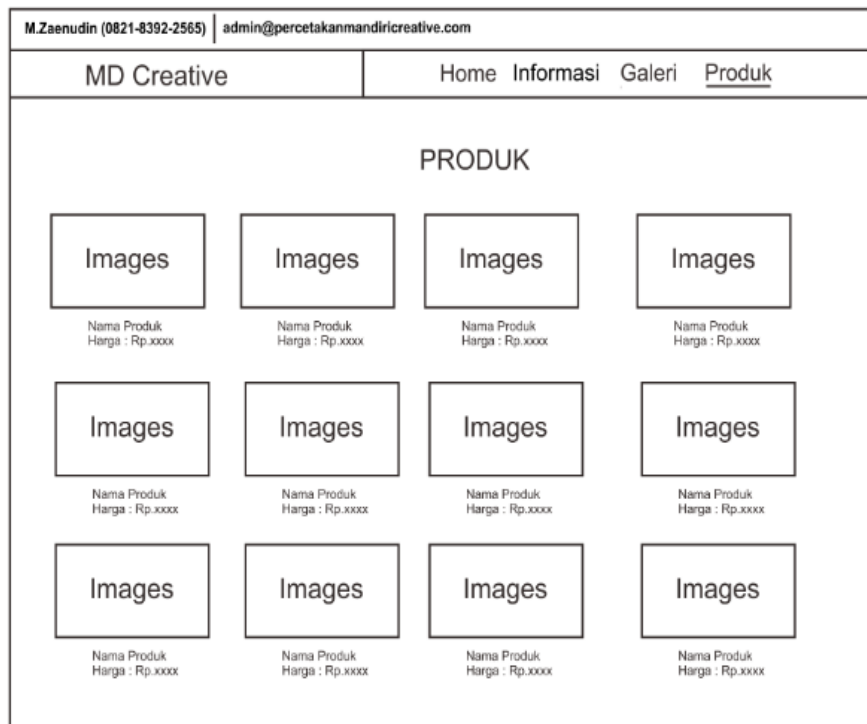 M.Zaenudin (0821-8392-2565) admin@percetakanmandiricreative.com
MD Creative Home Informasi Galeri Produk
PRODUK
Images Images Images Images
Nama Produk Nama Produk Nama Produk Nama Produk
Harga : Rp.xxxx Harga : Rp.xxxx Harga : Rp.xxxx Harga : Rp.xxxx
Images Images Images Images
Nama Produk Nama Produk Nama Produk Nama Produk
Harga : Rp.xxxx Harga : Rp.xxxx Harga : Rp.xxxx Harga : Rp.xxxx
Images Images Images Images
Nama Produk Nama Produk Nama Produk Nama Produk
Harga : Rp.xxxx Harga : Rp.xxxx Harga : Rp.xxxx Harga : Rp.xxxx